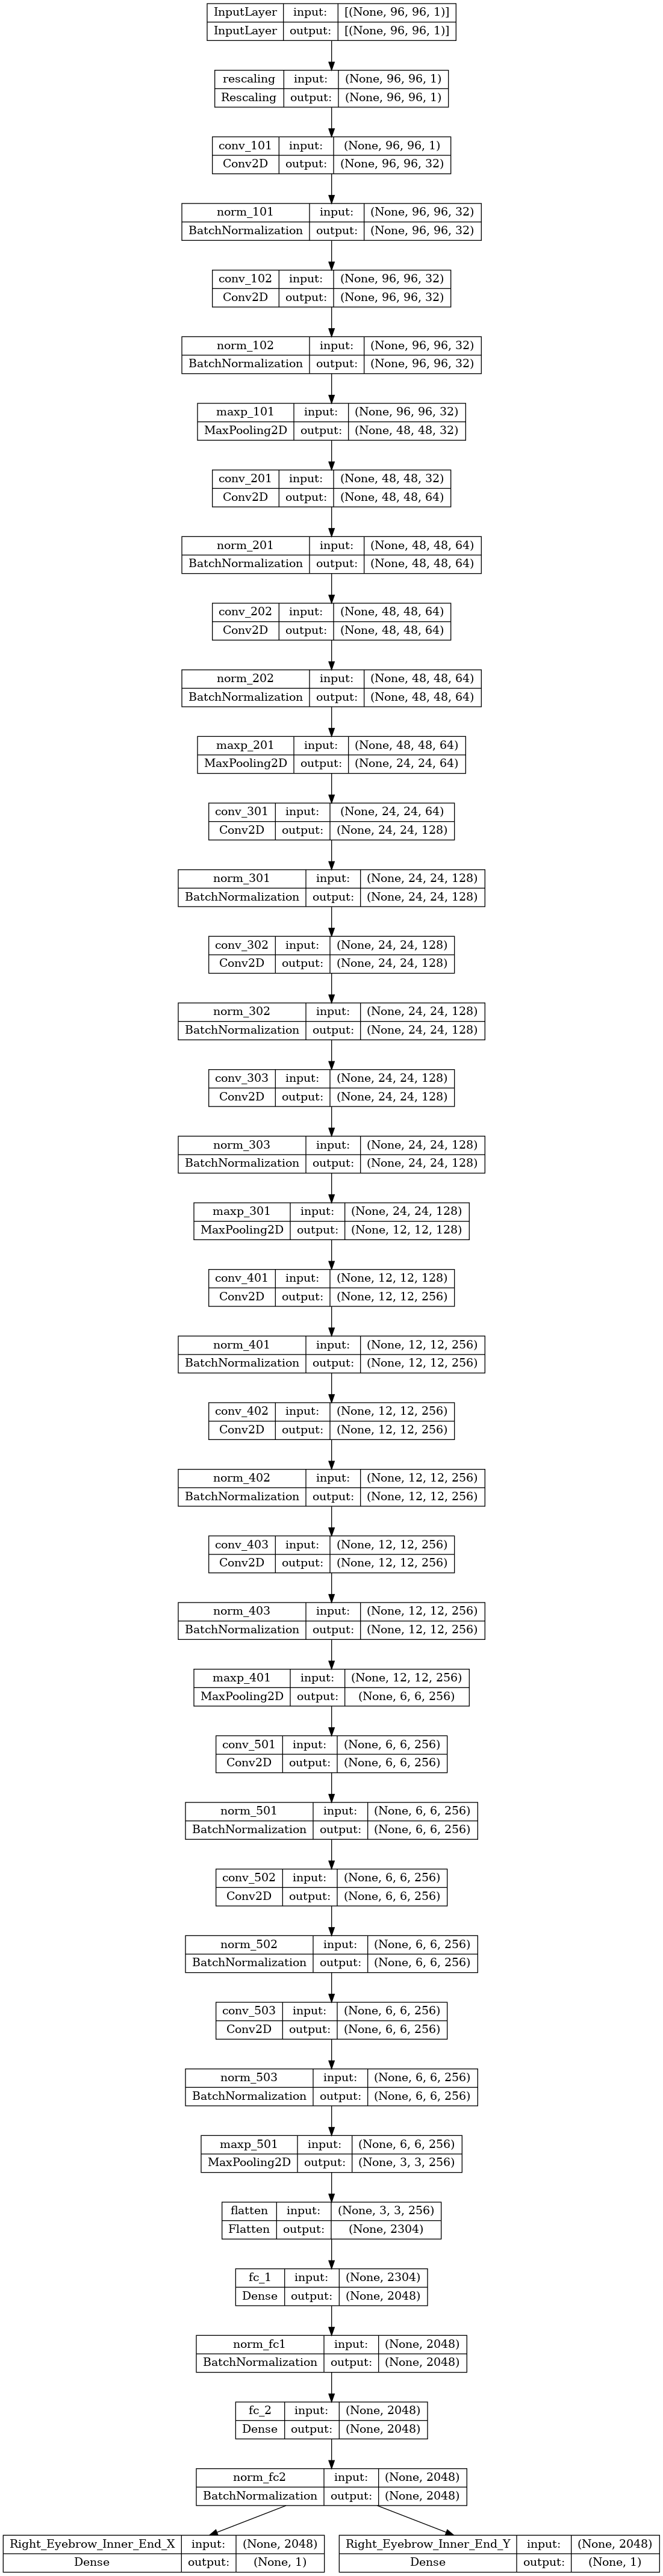 InputLayer input: [(None, 96, 96, 1)]
InputLayer output: [(None, 96, 96, 1)]
rescaling input: (None, 96, 96, 1)
Rescaling output: (None, 96, 96, 1)
conv_101 input: (None, 96, 96, 1)
Conv2D output: (None, 96, 96, 32)
norm_101 input: (None, 96, 96, 32)
BatchNormalization output: (None, 96, 96, 32)
conv_102 input: (None, 96, 96, 32)
Conv2D output: (None, 96, 96, 32)
norm_102 input: (None, 96, 96, 32)
BatchNormalization output: (None, 96, 96, 32)
maxp_101 input: (None, 96, 96, 32)
MaxPooling2D output: (None, 48, 48, 32)
conv_201 input: (None, 48, 48, 32)
Conv2D output: (None, 48, 48, 64)
norm_201 input: (None, 48, 48, 64)
BatchNormalization output: (None, 48, 48, 64)
conv_202 input: (None, 48, 48, 64)
Conv2D output: (None, 48, 48, 64)
norm_202 input: (None, 48, 48, 64)
BatchNormalization output: (None, 48, 48, 64)
maxp_201 input: (None, 48, 48, 64)
MaxPooling2D output: (None, 24, 24, 64)
conv_301 input: (None, 24, 24, 64)
Conv2D output: (None, 24, 24, 128)
norm_301 input: (None, 24, 24, 128)
BatchNormalization output: (None, 24, 24, 128)
conv_302 input: (None, 24, 24, 128)
Conv2D output: (None, 24, 24, 128)
norm_302 input: (None, 24, 24, 128)
BatchNormalization output: (None, 24, 24, 128)
conv_303 input: (None, 24, 24, 128)
Conv2D output: (None, 24, 24, 128)
norm_303 input: (None, 24, 24, 128)
BatchNormalization output: (None, 24, 24, 128)
maxp_301 input: (None, 24, 24, 128)
MaxPooling2D output: (None, 12, 12, 128)
conv_401 input: (None, 12, 12, 128)
Conv2D output: (None, 12, 12, 256)
norm_401 input: (None, 12, 12, 256)
BatchNormalization output: (None, 12, 12, 256)
conv_402 input: (None, 12, 12, 256)
Conv2D output: (None, 12, 12, 256)
norm_402 input: (None, 12, 12, 256)
BatchNormalization output: (None, 12, 12, 256)
conv_403 input: (None, 12, 12, 256)
Conv2D output: (None, 12, 12, 256)
norm_403 input: (None, 12, 12, 256)
BatchNormalization output: (None, 12, 12, 256)
maxp_401 input: (None, 12, 12, 256)
MaxPooling2D output: (None, 6, 6, 256)
conv_501 input: (None, 6, 6, 256)
Conv2D output: (None, 6, 6, 256)
norm_501 input: (None, 6, 6, 256)
BatchNormalization output: (None, 6, 6, 256)
conv_502 input: (None, 6, 6, 256)
Conv2D output: (None, 6, 6, 256)
norm_502 input: (None, 6, 6, 256)
BatchNormalization output: (None, 6, 6, 256)
conv_503 input: (None, 6, 6, 256)
Conv2D output: (None, 6, 6, 256)
norm_503 input: (None, 6, 6, 256)
BatchNormalization output: (None, 6, 6, 256)
maxp_501 input: (None, 6, 6, 256)
MaxPooling2D output: (None, 3, 3, 256)
flatten input: (None, 3, 3, 256)
Flatten output: (None, 2304)
fc_1 input: (None, 2304)
Dense output: (None, 2048)
norm_fc1 input: (None, 2048)
BatchNormalization output: (None, 2048)
fc_2 input: (None, 2048)
Dense output: (None, 2048)
norm_fc2 input: (None, 2048)
BatchNormalization output: (None, 2048)
Right_Eyebrow_Inner_End_X input: (None, 2048)
Dense output: (None, 1)
Right_Eyebrow_Inner_End_Y input: (None, 2048)
Dense output: (None, 1)